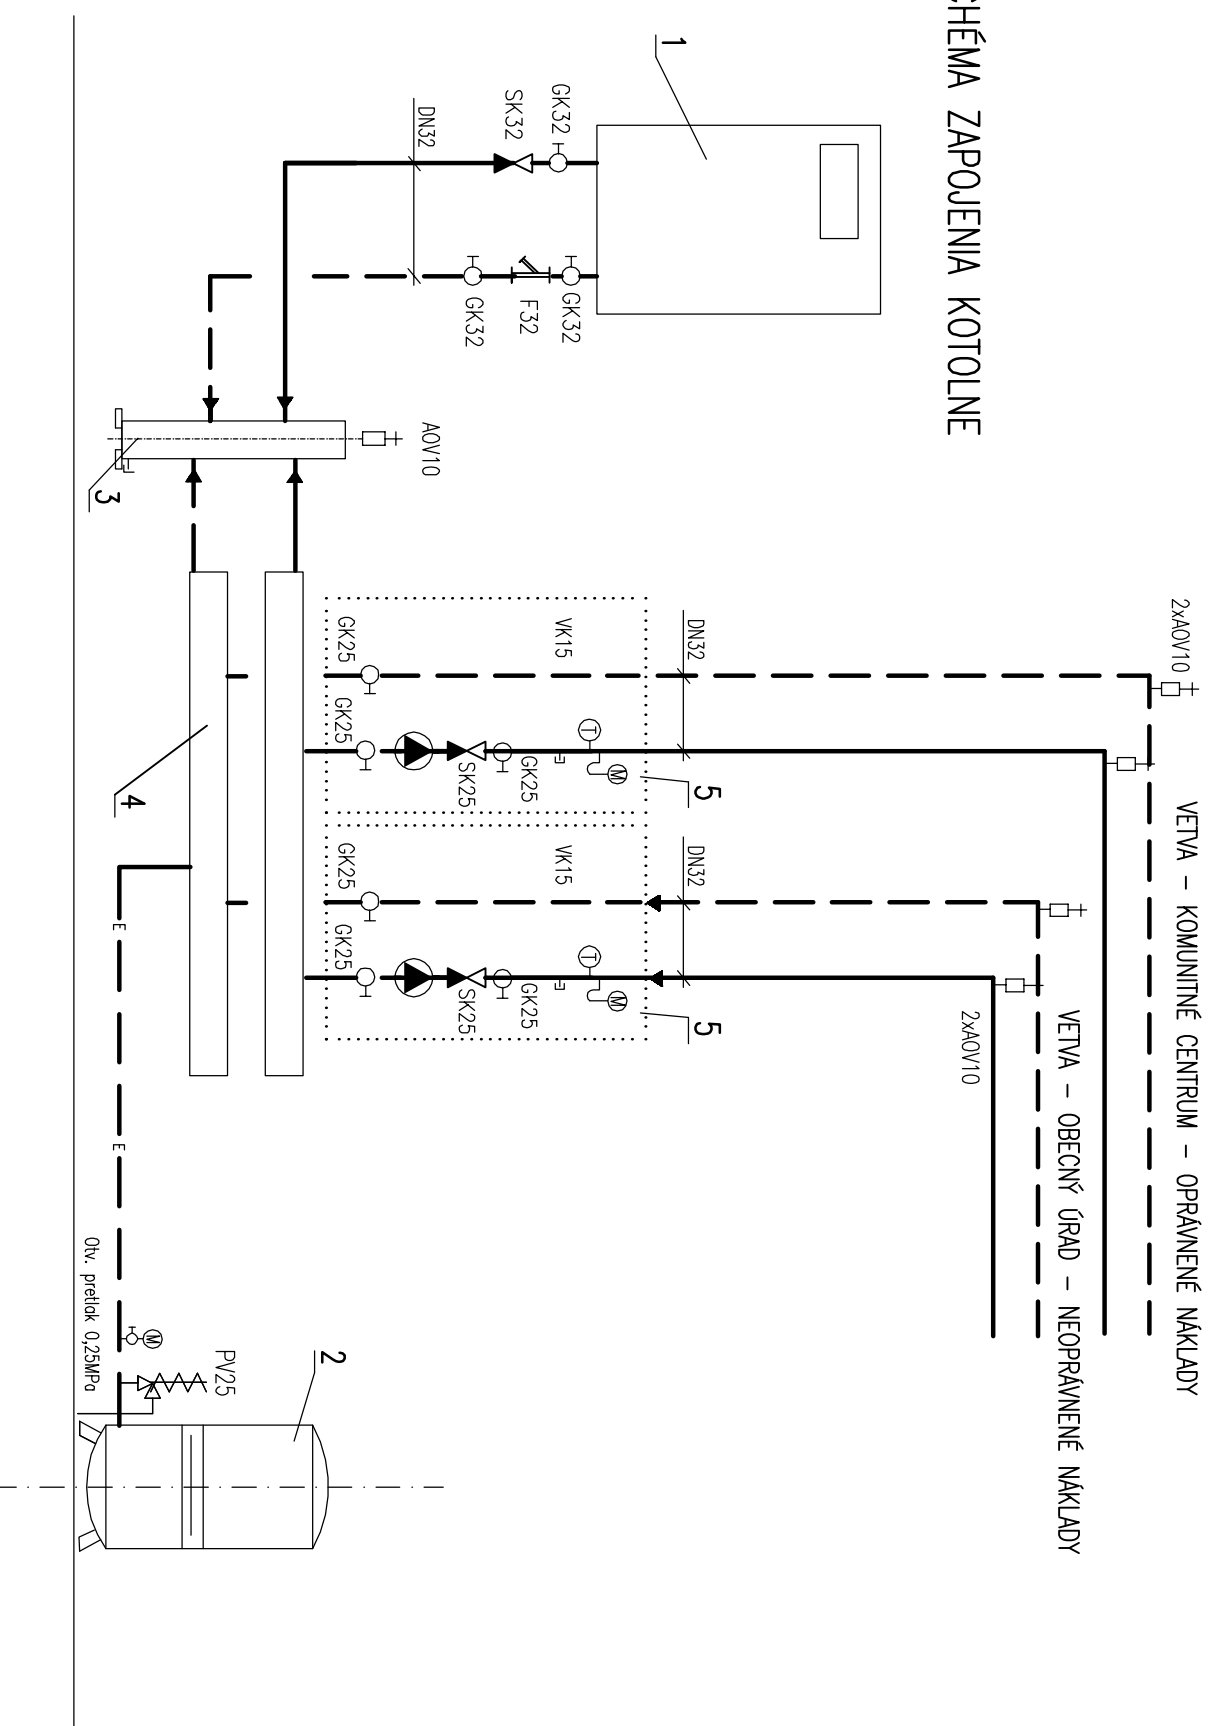 CHÉMA ZAPOJENIA KOTOLNE
2xAOV10
VETVA - KOMUNITNÉ CENTRUM - OPRÁVNENÉ NÁKLADY
VETVA - OBECNÝ ÚRAD - NEOPRÁVNENÉ NÁKLADY
2xAOV10
1
GK32
SK32
DN32
GK32
F32
GK32
AOV10
3
DN32
VK15
GK25
GK25
SK25
GK25
T
M
5
DN32
VK15
GK25
GK25
SK25
GK25
T
M
5
4
E
E
M
PV25
2
Otv. pretlak 0,25MPa